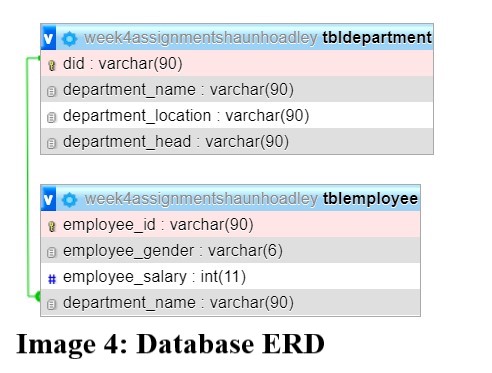 v week4assignmentshaunhoadley tbldepartment
did : varchar(90)
department_name : varchar(90)
department_location : varchar(90)
department_head : varchar(90)
v week4assignmentshaunhoadley tblemployee
employee_id : varchar(90)
employee_gender : varchar(6)
# employee_salary : int(11)
department_name : varchar(90)
Image 4: Database ERD